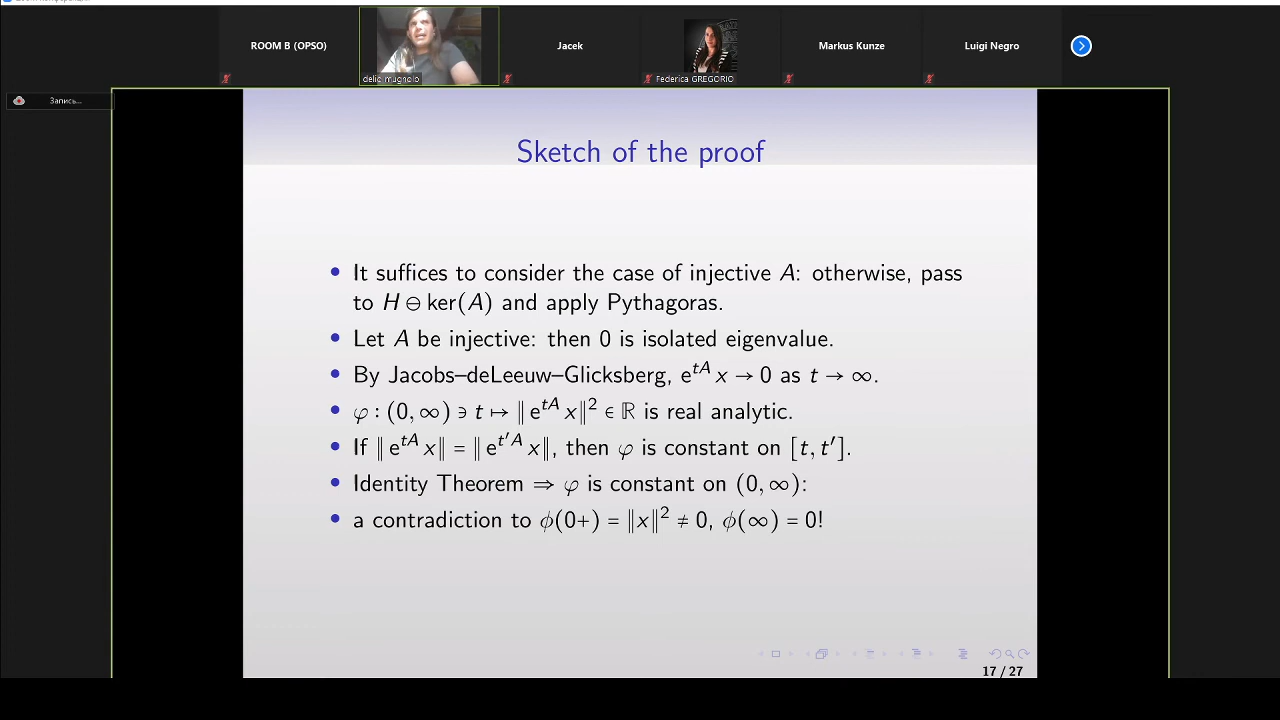 ROOM B (OPSO)
delio mugnolo
Jacek
Federica GREGORIO
Markus Kunze
Luigi Negro
Запись...
Sketch of the proof
• It suffices to consider the case of injective A: otherwise, pass
to H ⊖ ker(A) and apply Pythagoras.
• Let A be injective: then 0 is isolated eigenvalue.
• By Jacobs–deLeeuw–Glicksberg, e^{tA} x → 0 as t → ∞.
• φ : (0, ∞) ∋ t ↦ ‖e^{tA} x‖² ∈ ℝ is real analytic.
• If ‖e^{tA} x‖ = ‖e^{t′A} x‖, then φ is constant on [t, t′].
• Identity Theorem ⇒ φ is constant on (0, ∞):
• a contradiction to ϕ(0+) = ‖x‖² ≠ 0, ϕ(∞) = 0!
17 / 27